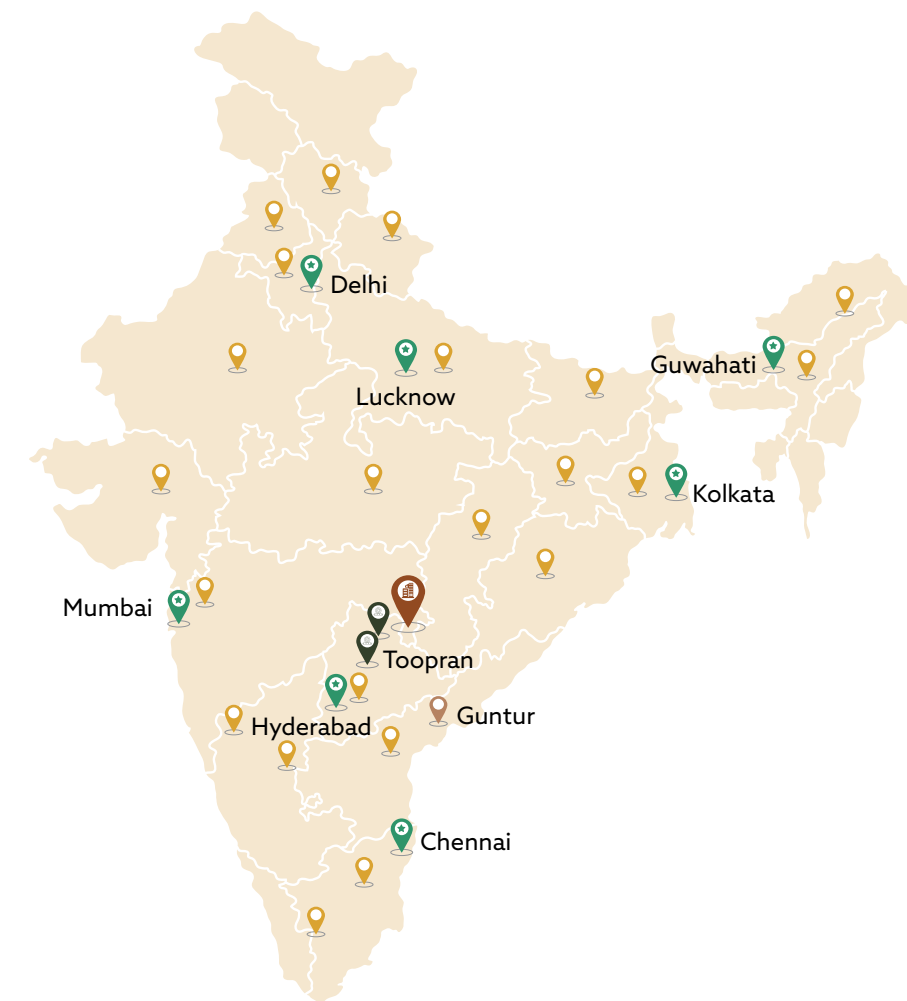 Delhi
Guwahati
Lucknow
Kolkata
Mumbai
Toopran
Guntur
Hyderabad
Chennai